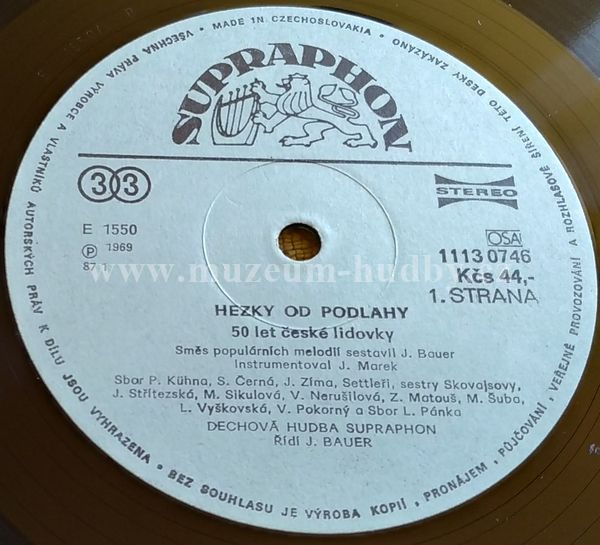 VŠECHNA PRÁVA VÝROBCE A VLASTNÍKŮ AUTORSKÝCH PRÁV K DÍLU JSOU VYHRAZENA • BEZ SOUHLASU JE VÝROBA KOPIÍ, PRONÁJEM, PŮJČOVÁNÍ, VEŘEJNÉ PROVOZOVÁNÍ A ROZHLASOVÉ ŠÍŘENÍ TÉTO DESKY ZAKÁZÁNO • MADE IN CZECHOSLOVAKIA •
SUPRAPHON
33
STEREO
E 1550
Ⓟ 1969
87 1
OSA
1113 0746
Kčs 44,-
1. STRANA
www.muzeum-hudby.cz
HEZKY OD PODLAHY
50 let české lidovky
Směs populárních melodií sestavil J. Bauer
Instrumentoval J. Marek
Sbor P. Kühna, S. Černá, J. Zíma, Settleři, sestry Skovajsovy,
J. Střítezská, M. Sikulová, V. Nerušilová, Z. Matouš, M. Šuba,
L. Vyškovská, V. Pokorný a Sbor L. Pánka
DECHOVÁ HUDBA SUPRAPHON
Řídí J. BAUER